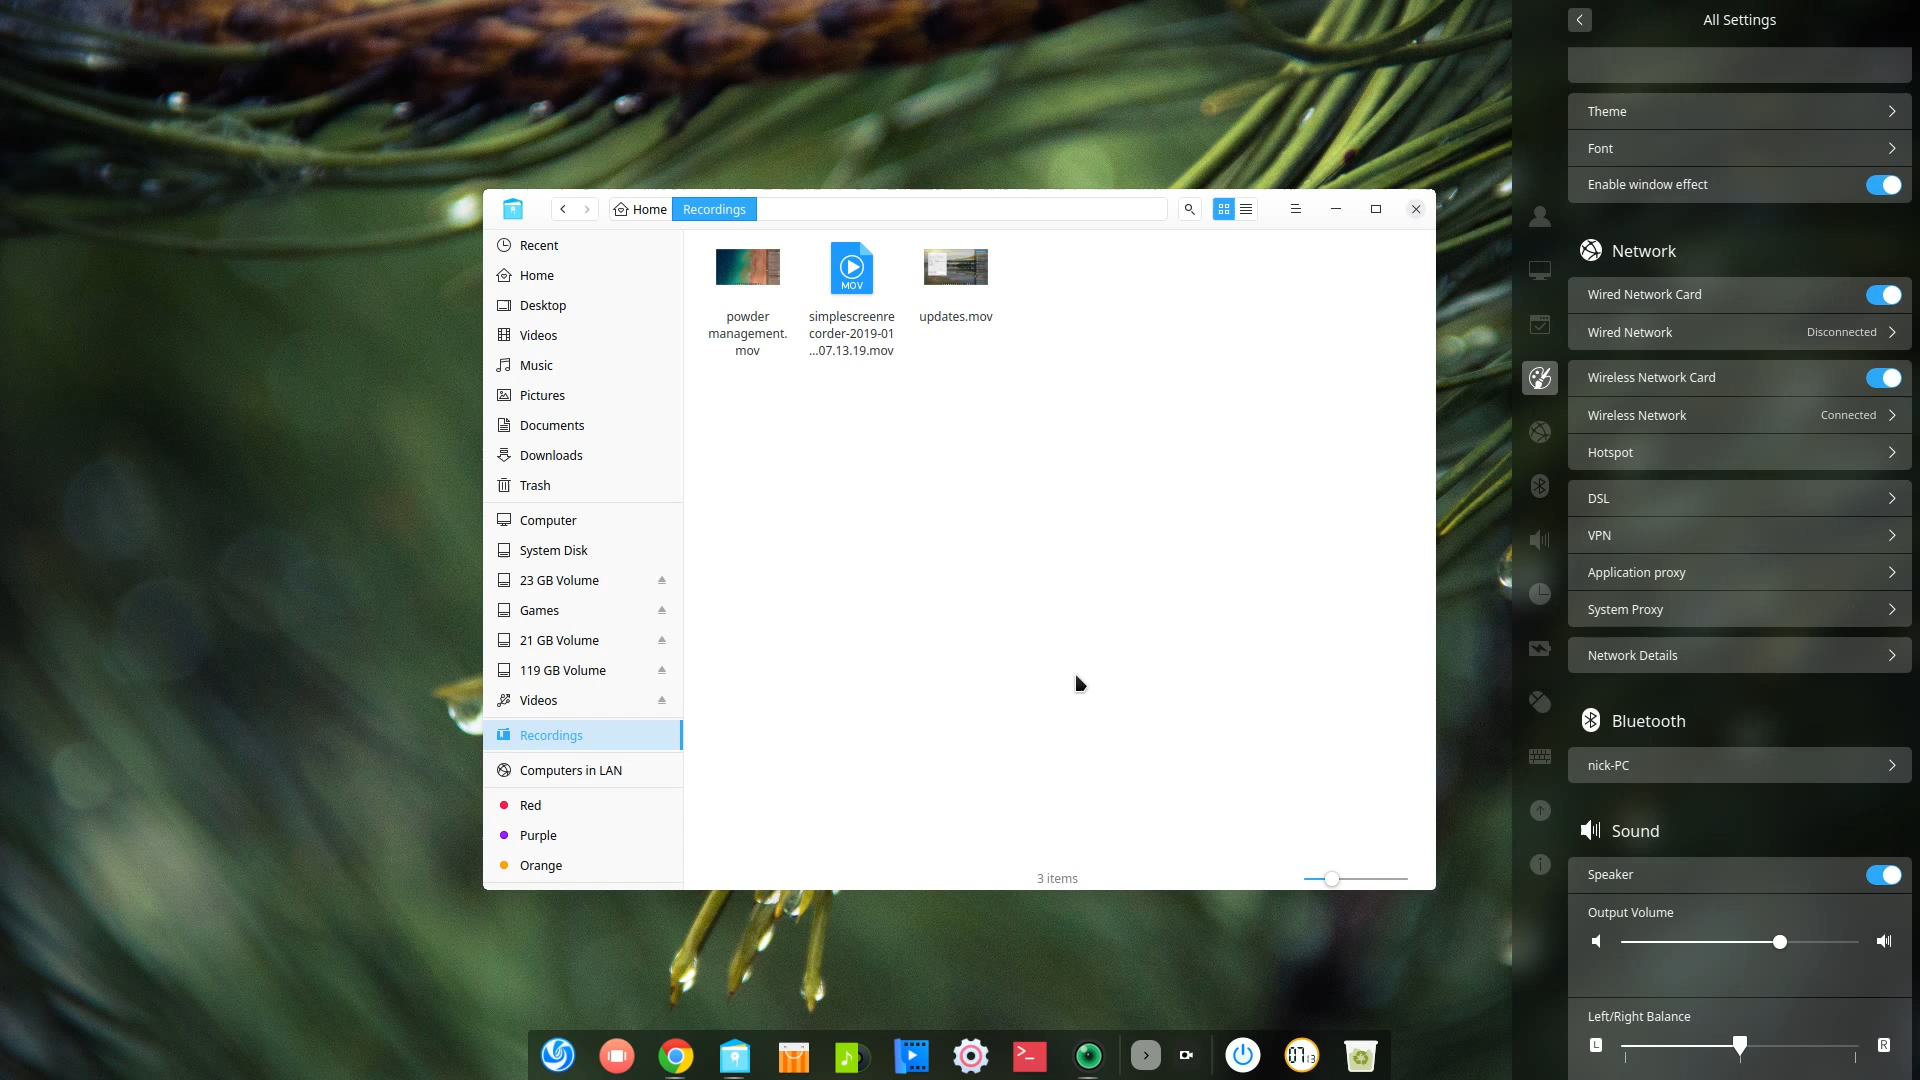 All Settings
Theme
Font
Enable window effect
Network
Wired Network Card
Wired Network Disconnected
Wireless Network Card
Wireless Network Connected
Hotspot
DSL
VPN
Application proxy
System Proxy
Network Details
Bluetooth
nick-PC
Sound
Speaker
Output Volume
Left/Right Balance
L R
Home Recordings
Recent
Home
Desktop
Videos
Music
Pictures
Documents
Downloads
Trash
Computer
System Disk
23 GB Volume
Games
21 GB Volume
119 GB Volume
Videos
Recordings
Computers in LAN
Red
Purple
Orange
MOV
powder
management.
mov
simplescreenre
corder-2019-01
...07.13.19.mov
updates.mov
3 items
07 13